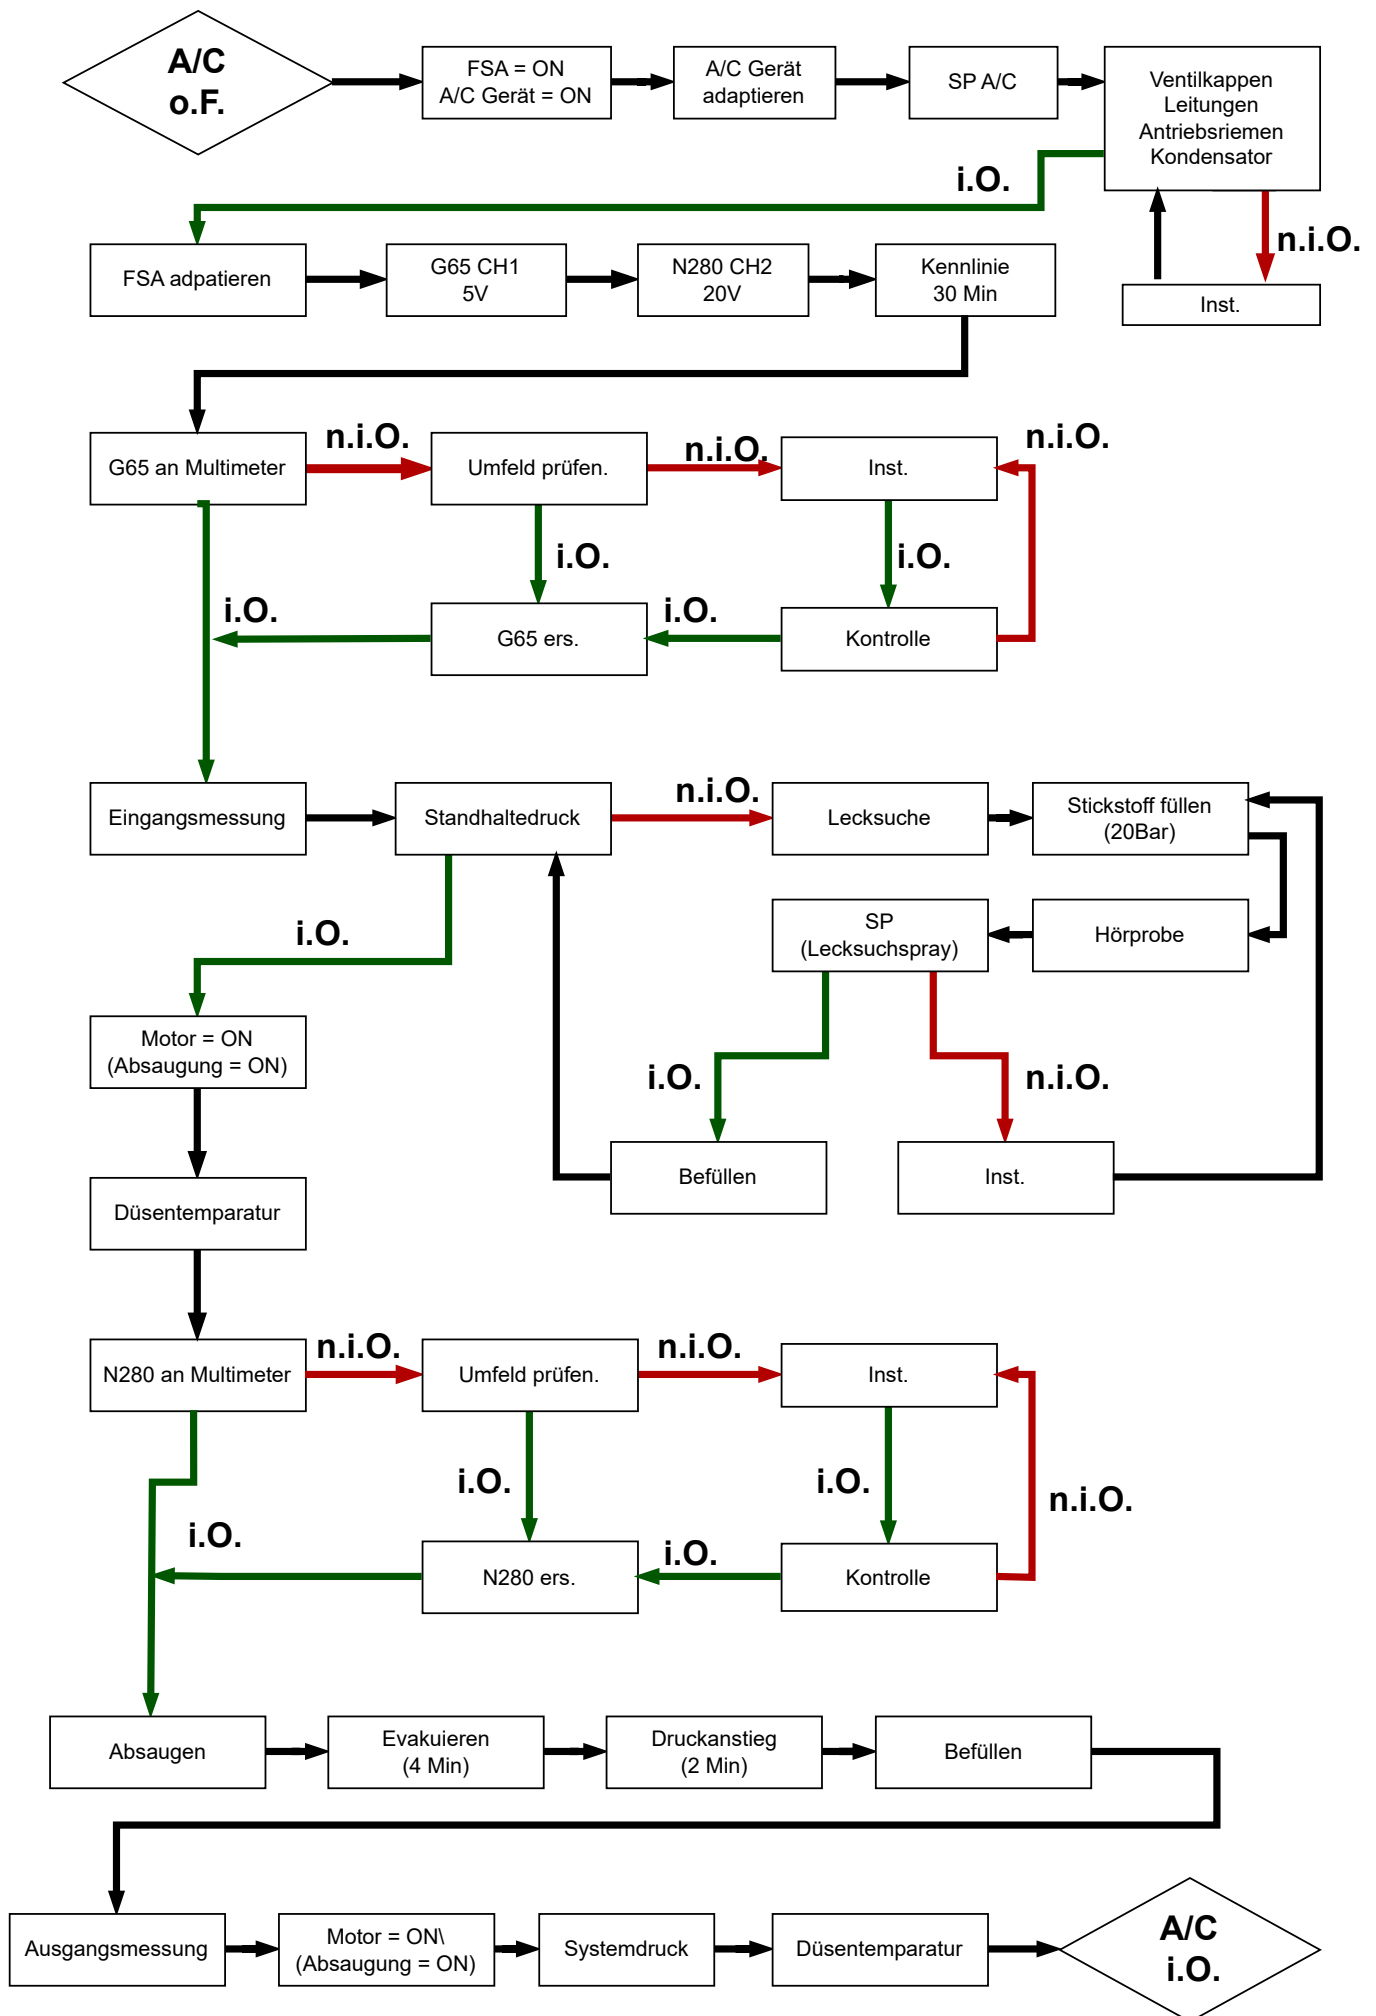 A/C
o.F.
FSA = ON
A/C Gerät = ON
A/C Gerät
adaptieren
SP A/C
Ventilkappen
Leitungen
Antriebsriemen
Kondensator
i.O.
n.i.O.
FSA adpatieren
G65 CH1
5V
N280 CH2
20V
Kennlinie
30 Min
Inst.
G65 an Multimeter
n.i.O.
Umfeld prüfen.
n.i.O.
Inst.
n.i.O.
i.O.
i.O.
i.O.
G65 ers.
i.O.
Kontrolle
Eingangsmessung
Standhaltedruck
n.i.O.
Lecksuche
Stickstoff füllen
(20Bar)
i.O.
SP
(Lecksuchspray)
Hörprobe
Motor = ON
(Absaugung = ON)
i.O.
n.i.O.
Befüllen
Inst.
Düsentemparatur
N280 an Multimeter
n.i.O.
Umfeld prüfen.
n.i.O.
Inst.
i.O.
i.O.
n.i.O.
i.O.
N280 ers.
i.O.
Kontrolle
Absaugen
Evakuieren
(4 Min)
Druckanstieg
(2 Min)
Befüllen
Ausgangsmessung
Motor = ON\
(Absaugung = ON)
Systemdruck
Düsentemparatur
A/C
i.O.